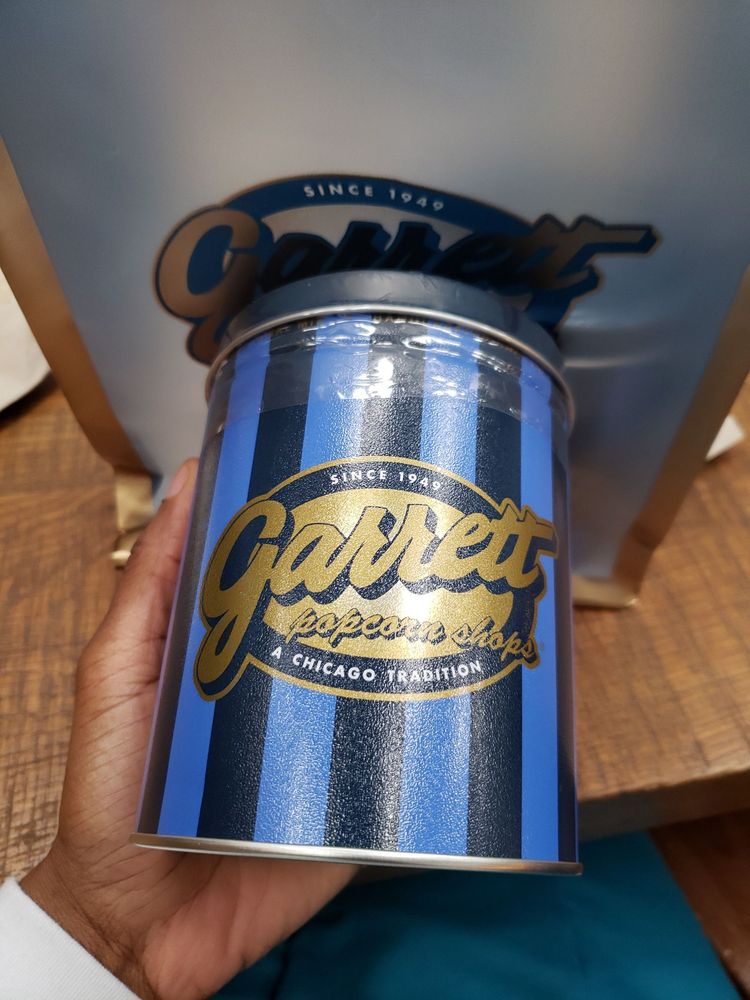 SINCE 1949
Garrett
SINCE 1949
Garrett
popcorn shops
A CHICAGO TRADITION